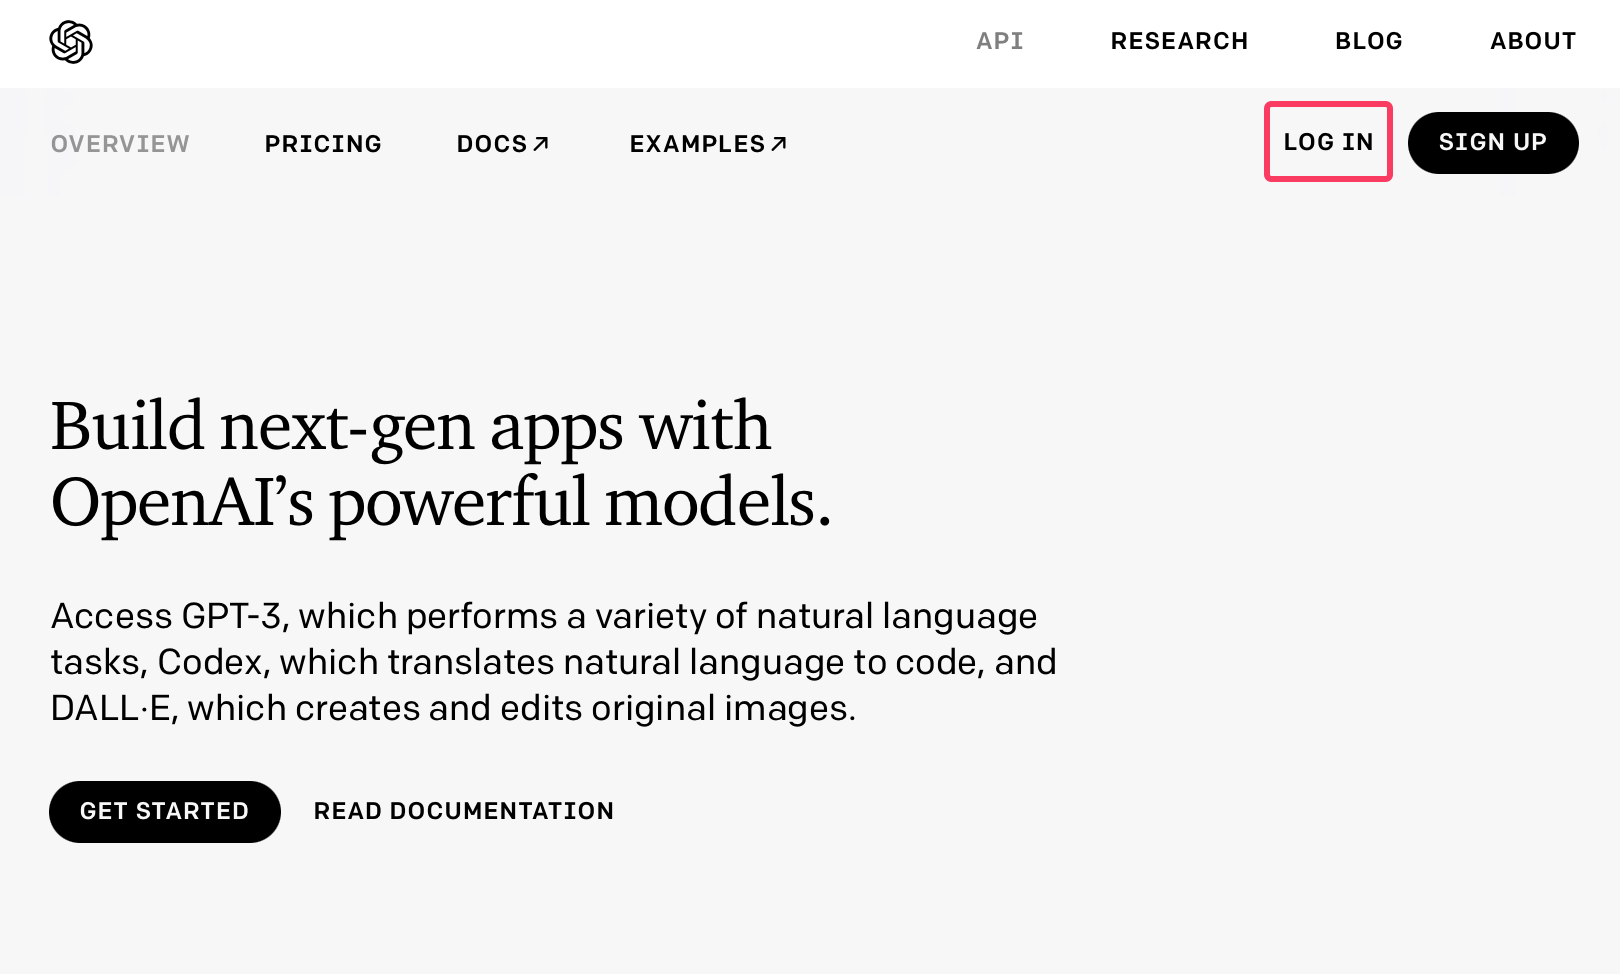 API RESEARCH BLOG ABOUT
OVERVIEW PRICING DOCS↗ EXAMPLES↗ LOG IN SIGN UP
Build next-gen apps with
OpenAI’s powerful models.
Access GPT-3, which performs a variety of natural language
tasks, Codex, which translates natural language to code, and
DALL·E, which creates and edits original images.
GET STARTED READ DOCUMENTATION